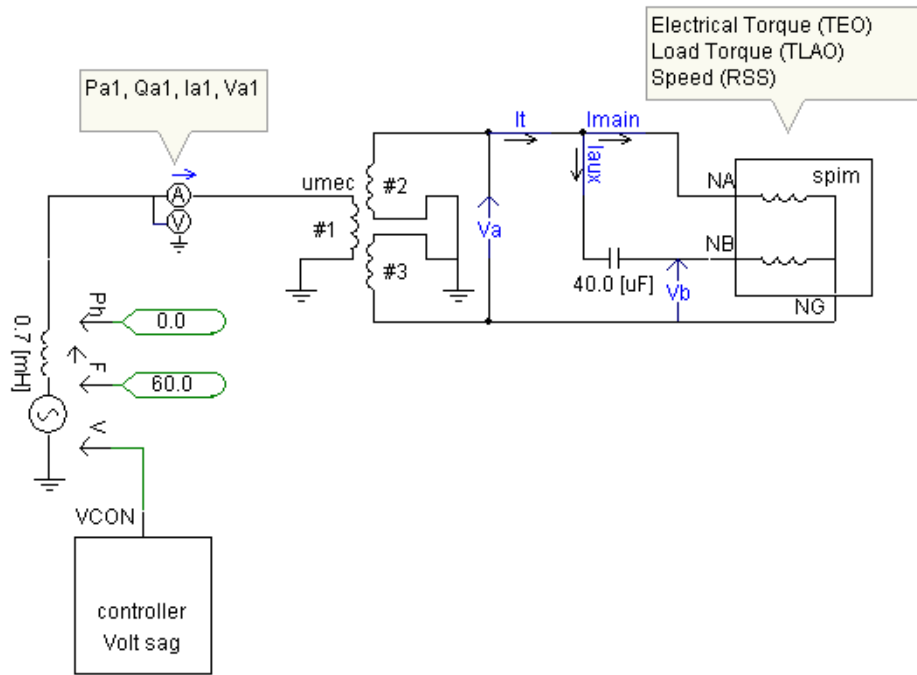 Electrical Torque (TEO)
Load Torque (TLAO)
Speed (RSS)
Pa1, Qa1, Ia1, Va1
It
Imain
Iaux
A
V
umec
#2
#1
#3
Va
NA
spim
NB
40.0 [uF]
Vb
NG
0.7 [mH]
Ph
0.0
F
60.0
V
VCON
controller
Volt sag